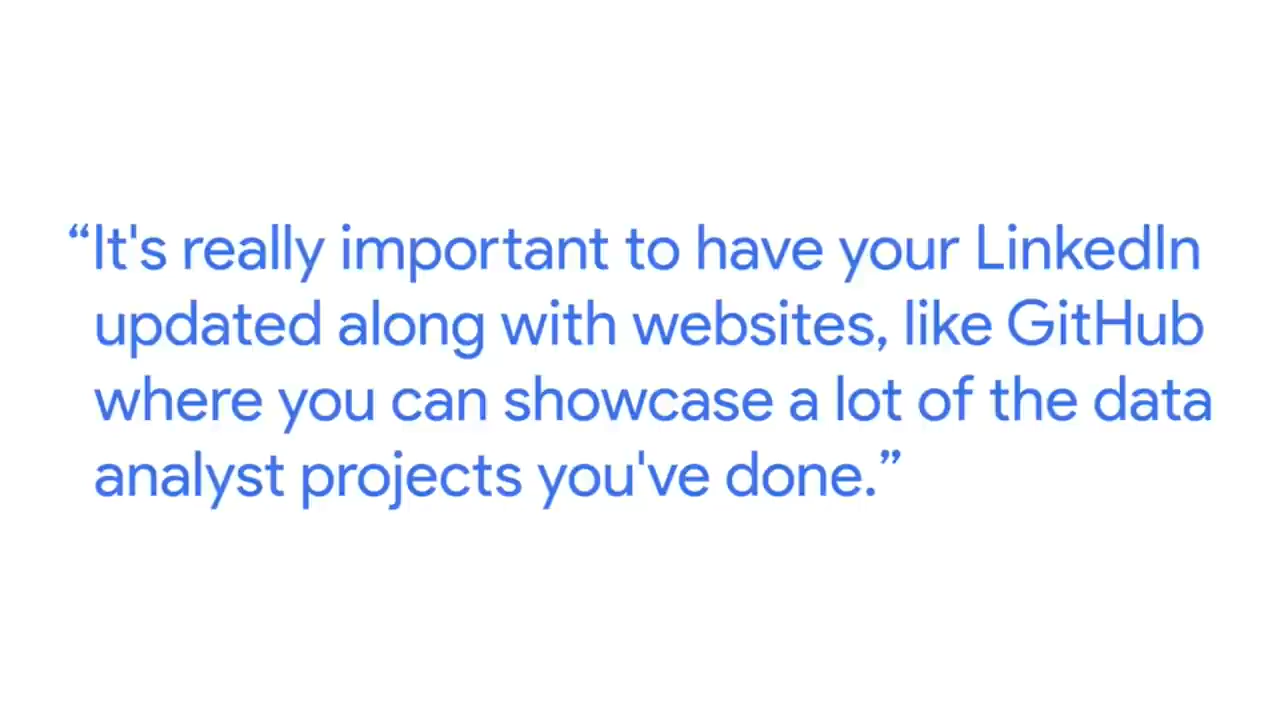 “It's really important to have your LinkedIn
updated along with websites, like GitHub
where you can showcase a lot of the data
analyst projects you've done.”